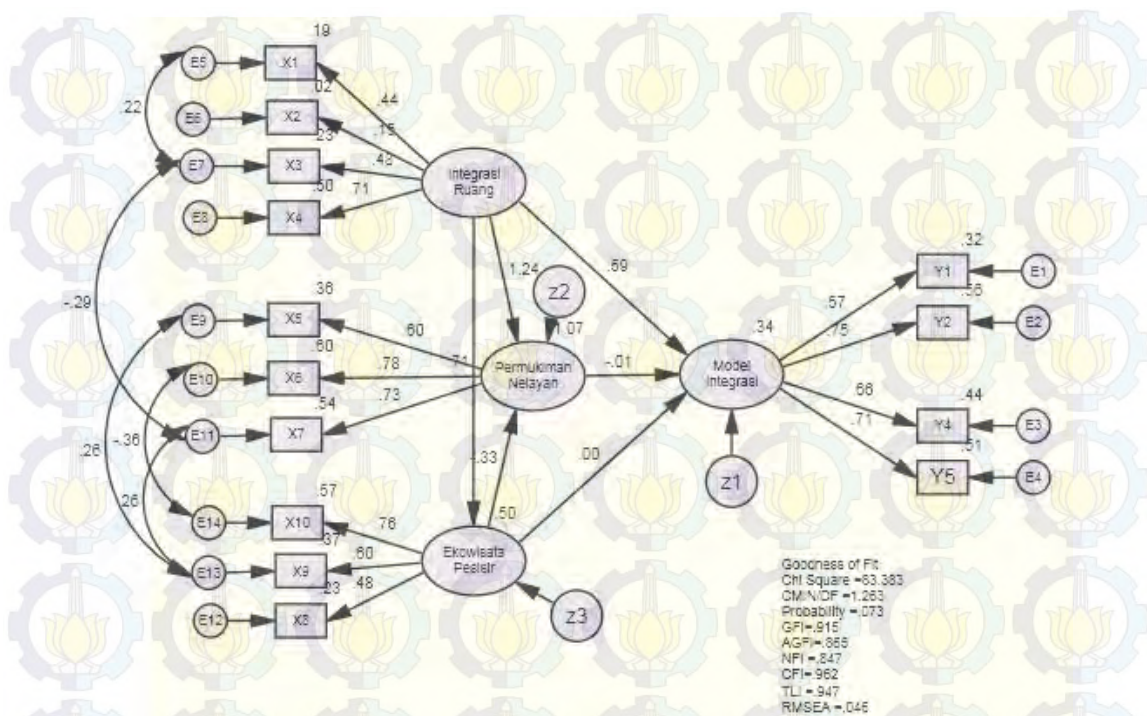 .19
E5
X1
.02
.44
E6
X2
.22
.15
.23
E7
X3
.48
Integrasi
Ruang
.50
.71
E8
X4
1.24
.59
z2
.32
Y1
E1
-.29
.36
.57
.56
E9
X5
.60
1.07
.34
.75
Y2
E2
.60
.71
Permukiman
Nelayan
-.01
Model
Integrasi
E10
X6
.78
.54
.73
.66
.44
Y4
E3
E11
X7
.71
.51
-.36
.26
-.33
.00
z1
Y5
E4
.26
.57
E14
X10
.76
.50
.37
Ekowisata
Pesisir
E13
X9
.60
.23
.48
E12
X8
z3
Goodness of Fit
Chi Square =63.383
CMIN/DF =1.263
Probability =.073
GFI=.915
AGFI=.865
NFI =.847
CFI=.962
TLI =.947
RMSEA =.046